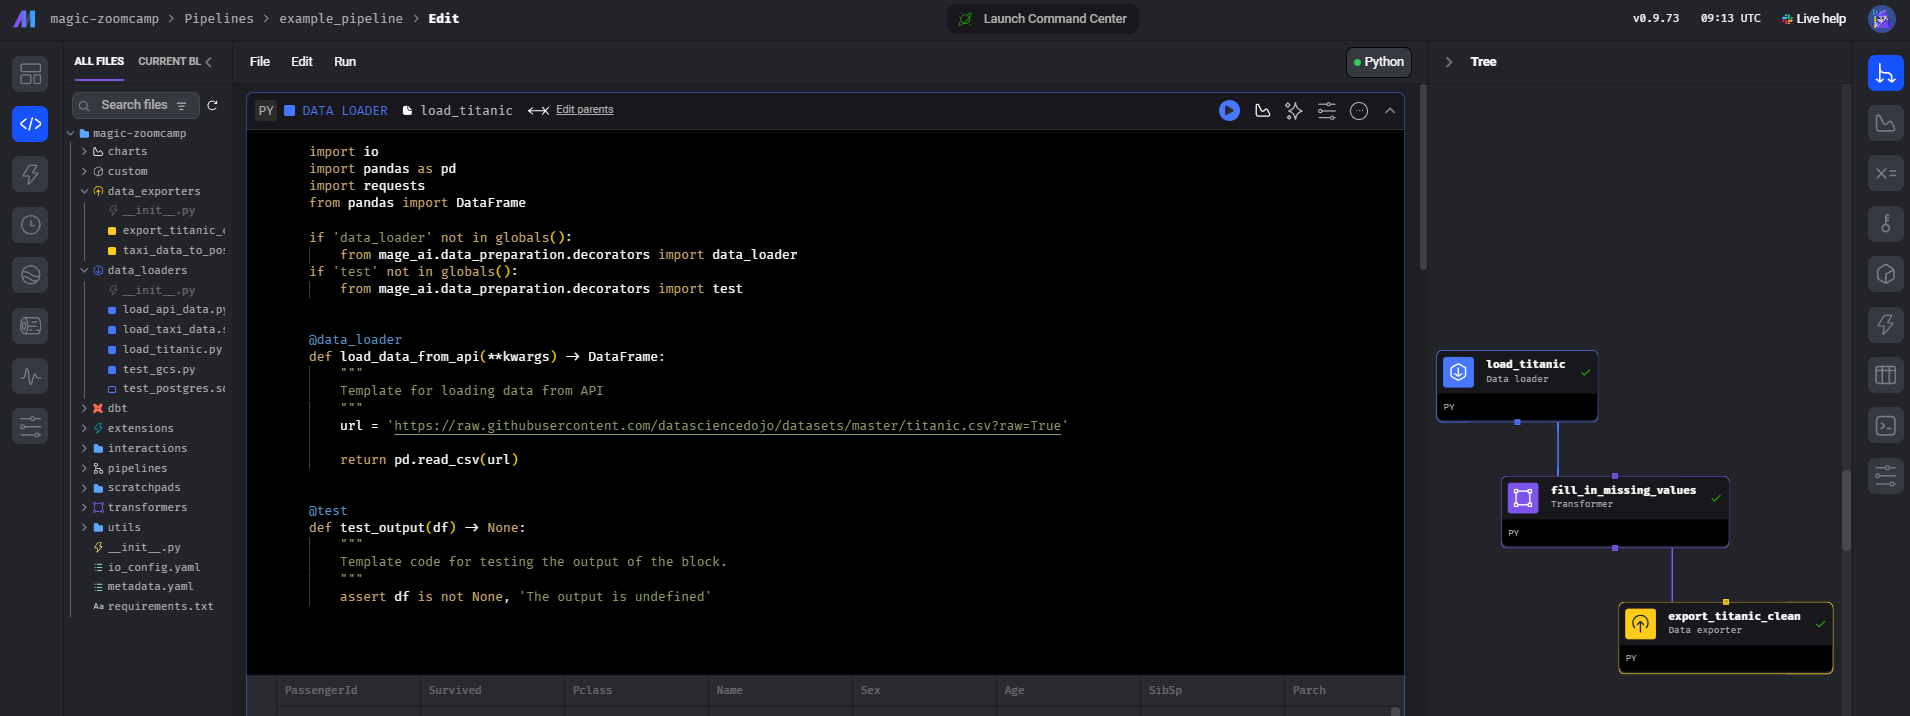 magic-zoomcamp > Pipelines > example_pipeline > Edit
Launch Command Center
v0.9.73 09:13 UTC Live help
ALL FILES CURRENT BL
Search files
magic-zoomcamp
charts
custom
data_exporters
__init__.py
export_titanic_c
taxi_data_to_pos
data_loaders
__init__.py
load_api_data.py
load_taxi_data.s
load_titanic.py
test_gcs.py
test_postgres.sq
dbt
extensions
interactions
pipelines
scratchpads
transformers
utils
__init__.py
io_config.yaml
metadata.yaml
Aa requirements.txt
File Edit Run
Python
PY DATA LOADER load_titanic Edit parents
import io
import pandas as pd
import requests
from pandas import DataFrame
if 'data_loader' not in globals():
from mage_ai.data_preparation.decorators import data_loader
if 'test' not in globals():
from mage_ai.data_preparation.decorators import test
@data_loader
def load_data_from_api(**kwargs) -> DataFrame:
"""
Template for loading data from API
"""
url = 'https://raw.githubusercontent.com/datasciencedojo/datasets/master/titanic.csv?raw=True'
return pd.read_csv(url)
@test
def test_output(df) -> None:
"""
Template code for testing the output of the block.
"""
assert df is not None, 'The output is undefined'
PassengerId Survived Pclass Name Sex Age SibSp Parch
Tree
load_titanic
Data loader
PY
fill_in_missing_values
Transformer
PY
export_titanic_clean
Data exporter
PY